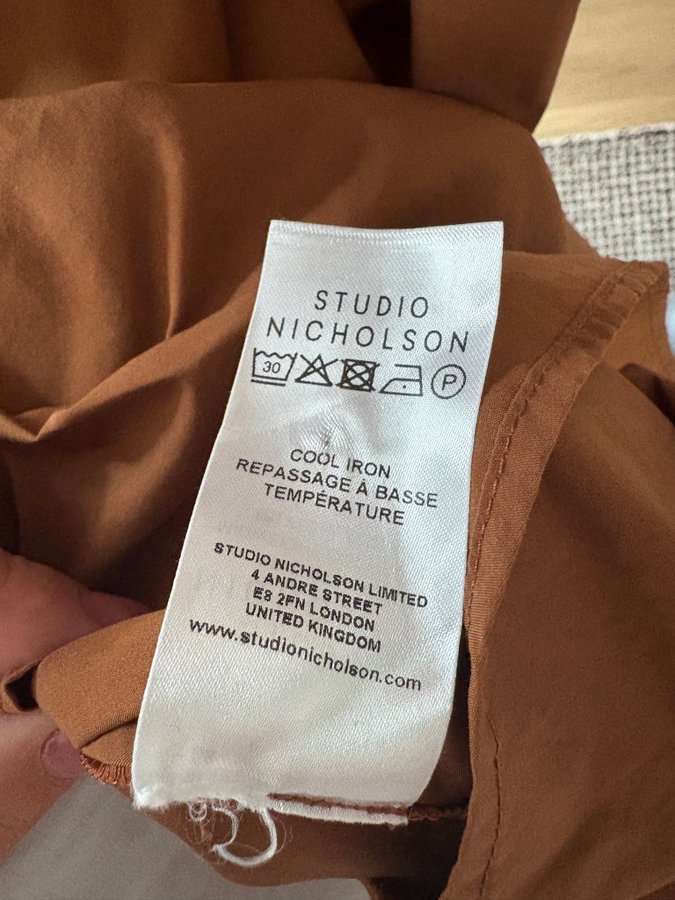 STUDIO
NICHOLSON
30 P
COOL IRON
REPASSAGE À BASSE
TEMPÉRATURE
STUDIO NICHOLSON LIMITED
4 ANDRE STREET
E8 2FN LONDON
UNITED KINGDOM
www.studionicholson.com